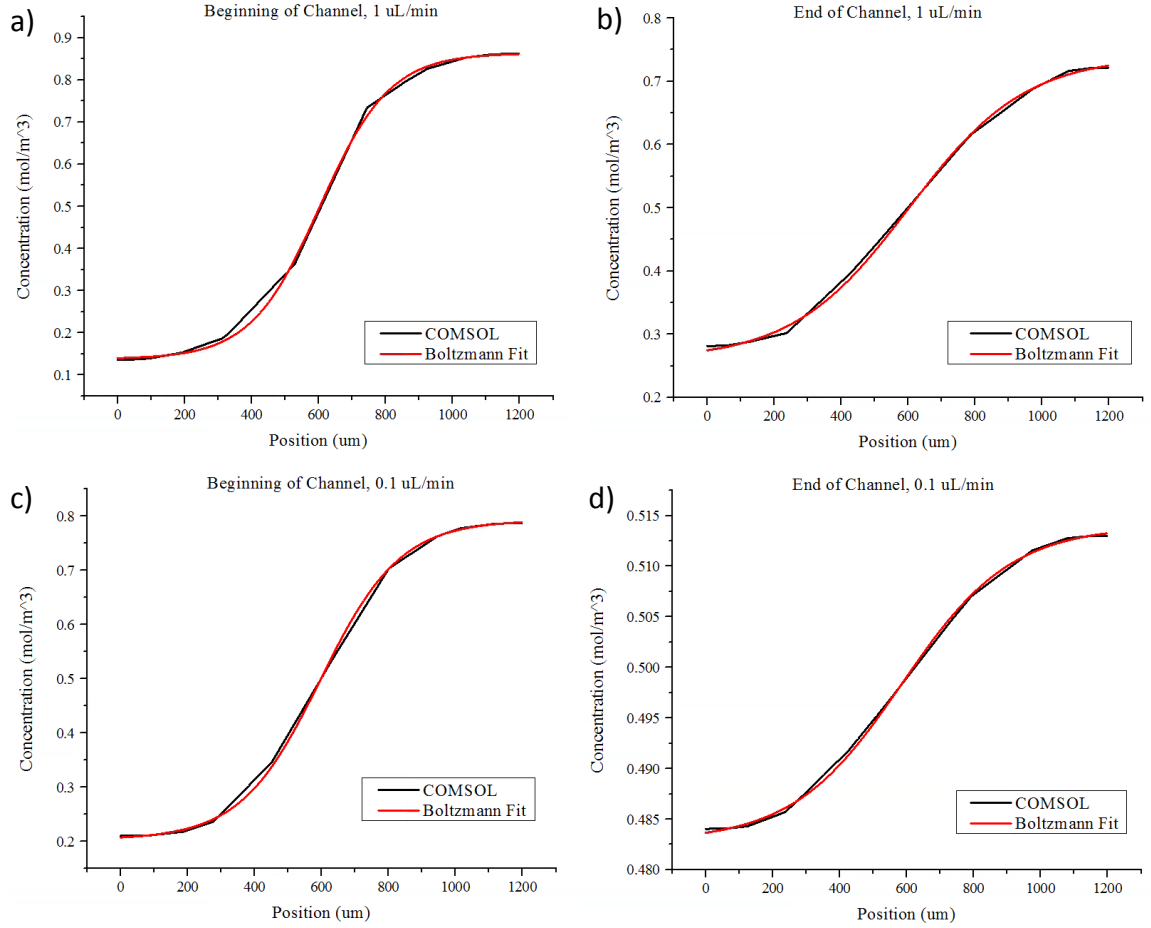 a)
Beginning of Channel, 1 uL/min
Concentration (mol/m^3)
0.9
0.8
0.7
0.6
0.5
0.4
0.3
0.2
0.1
COMSOL
Boltzmann Fit
0 200 400 600 800 1000 1200
Position (um)
b)
End of Channel, 1 uL/min
Concentration (mol/m^3)
0.8
0.7
0.6
0.5
0.4
0.3
0.2
COMSOL
Boltzmann Fit
0 200 400 600 800 1000 1200
Position (um)
c)
Beginning of Channel, 0.1 uL/min
Concentration (mol/m^3)
0.8
0.7
0.6
0.5
0.4
0.3
0.2
COMSOL
Boltzmann Fit
0 200 400 600 800 1000 1200
Position (um)
d)
End of Channel, 0.1 uL/min
Concentration (mol/m^3)
0.515
0.510
0.505
0.500
0.495
0.490
0.485
0.480
COMSOL
Boltzmann Fit
0 200 400 600 800 1000 1200
Position (um)